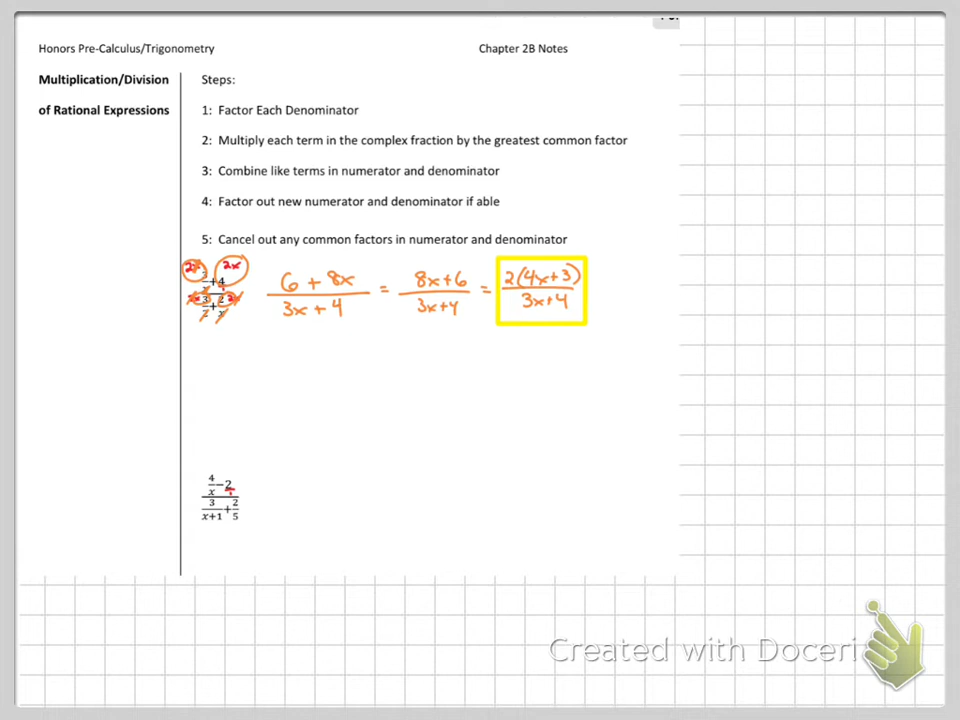 Honors Pre-Calculus/Trigonometry Chapter 2B Notes
Multiplication/Division Steps:
of Rational Expressions 1: Factor Each Denominator
2: Multiply each term in the complex fraction by the greatest common factor
3: Combine like terms in numerator and denominator
4: Factor out new numerator and denominator if able
5: Cancel out any common factors in numerator and denominator
2x
6 + 8x = 8x+6 = 2(4x+3)
3x + 4 3x+4 3x+4
4/x − 2/1
3/(x+1) + 2/5
Created with Doceri